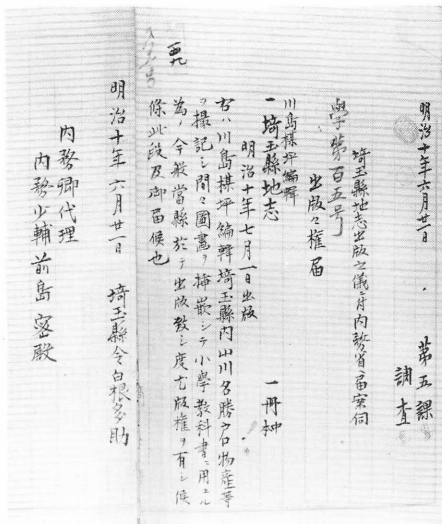 明治十年六月廿一日　第五課
調査
埼玉縣地志出版之儀ニ付内務省ヘ届案伺
學第百五号
出版々権届
川島楳坪編輯
一埼玉縣地志　一冊
明治十年七月一日出版
右ハ川島楳坪編輯埼玉縣内山川名勝古跡物産等
ヲ撮記シ間々圖畫ヲ挿嵌シテ小學教科書ニ用エル
為メ今般當縣於テ出版致シ度尤版権ヲ有シ候
條此段及御届候也
明治十年六月廿一日　埼玉縣令白根多助
内務卿代理
内務少輔前島密殿